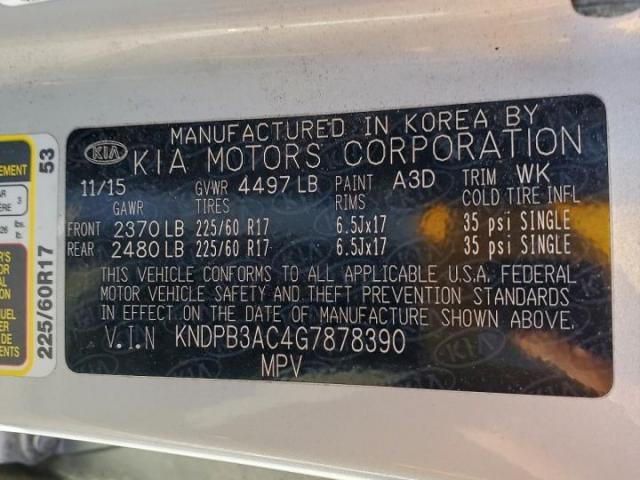 MANUFACTURED IN KOREA BY
KIA KIA MOTORS CORPORATION
11/15 GVWR 4497 LB PAINT A3D TRIM WK
GAWR TIRES RIMS COLD TIRE INFL
FRONT 2370 LB 225/60 R17 6.5Jx17 35 psi SINGLE
REAR 2480 LB 225/60 R17 6.5Jx17 35 psi SINGLE
THIS VEHICLE CONFORMS TO ALL APPLICABLE U.S.A. FEDERAL
MOTOR VEHICLE SAFETY AND THEFT PREVENTION STANDARDS
IN EFFECT ON THE DATE OF MANUFACTURE SHOWN ABOVE.
V.I.N KNDPB3AC4G7878390
MPV
225/60R17 53
3
lbs.